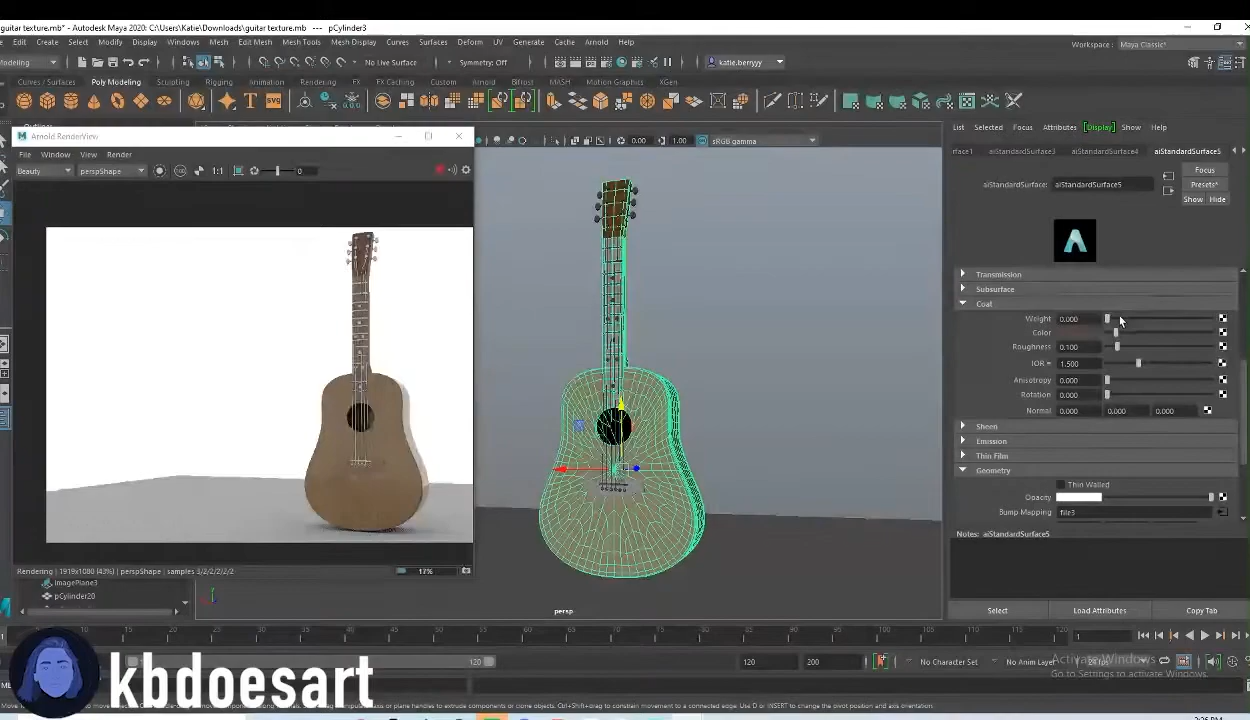 guitar texture.mb* - Autodesk Maya 2020: C:\Users\Katie\Downloads\guitar texture.mb --- pCylinder3
Edit Create Select Modify Display Windows Mesh Edit Mesh Mesh Tools Mesh Display Curves Surfaces Deform UV Generate Cache Arnold Help
Workspace : Maya Classic*
No Live Surface Symmetry: Off katie.berryyy
Curves / Surfaces Poly Modeling Sculpting Rigging Animation Rendering FX FX Caching Custom Arnold Bifrost MASH Motion Graphics XGen
List Selected Focus Attributes Display Show Help
Arnold RenderView
0.00 1.00 sRGB gamma
File Window View Render
Beauty perspShape 1:1 0
aiStandardSurface3 aiStandardSurface4 aiStandardSurface5
Focus
aiStandardSurface: aiStandardSurface5 Presets*
Show Hide
Transmission
Subsurface
Coat
Weight 0.000
Color
Roughness 0.100
IOR 1.500
Anisotropy 0.000
Rotation 0.000
Normal 0.000 0.000 0.000
Sheen
Emission
Thin Film
Geometry
Thin Walled
Opacity
Bump Mapping file3
Notes: aiStandardSurface5
Rendering | 1919x1080 (43%) | perspShape | samples 3/2/2/2/2/2 17%
imagePlane3
pCylinder20
persp
Select Load Attributes Copy Tab
1
120 120 200 No Character Set No Anim Layer
Activate Windows
Go to Settings to activate Windows.
kbdoesart